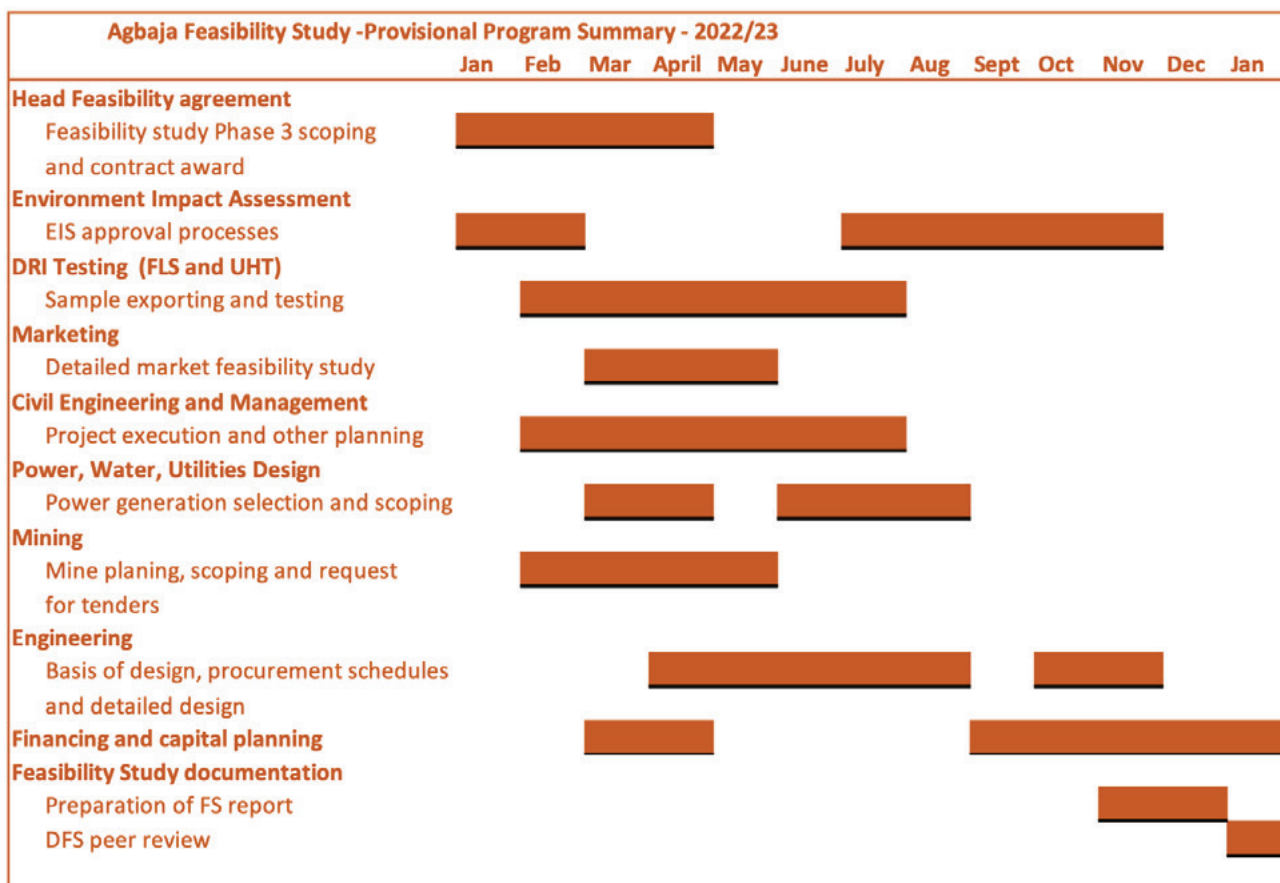 Agbaja Feasibility Study -Provisional Program Summary - 2022/23
Jan Feb Mar April May June July Aug Sept Oct Nov Dec Jan
Head Feasibility agreement
Feasibility study Phase 3 scoping
and contract award
Environment Impact Assessment
EIS approval processes
DRI Testing (FLS and UHT)
Sample exporting and testing
Marketing
Detailed market feasibility study
Civil Engineering and Management
Project execution and other planning
Power, Water, Utilities Design
Power generation selection and scoping
Mining
Mine planing, scoping and request
for tenders
Engineering
Basis of design, procurement schedules
and detailed design
Financing and capital planning
Feasibility Study documentation
Preparation of FS report
DFS peer review